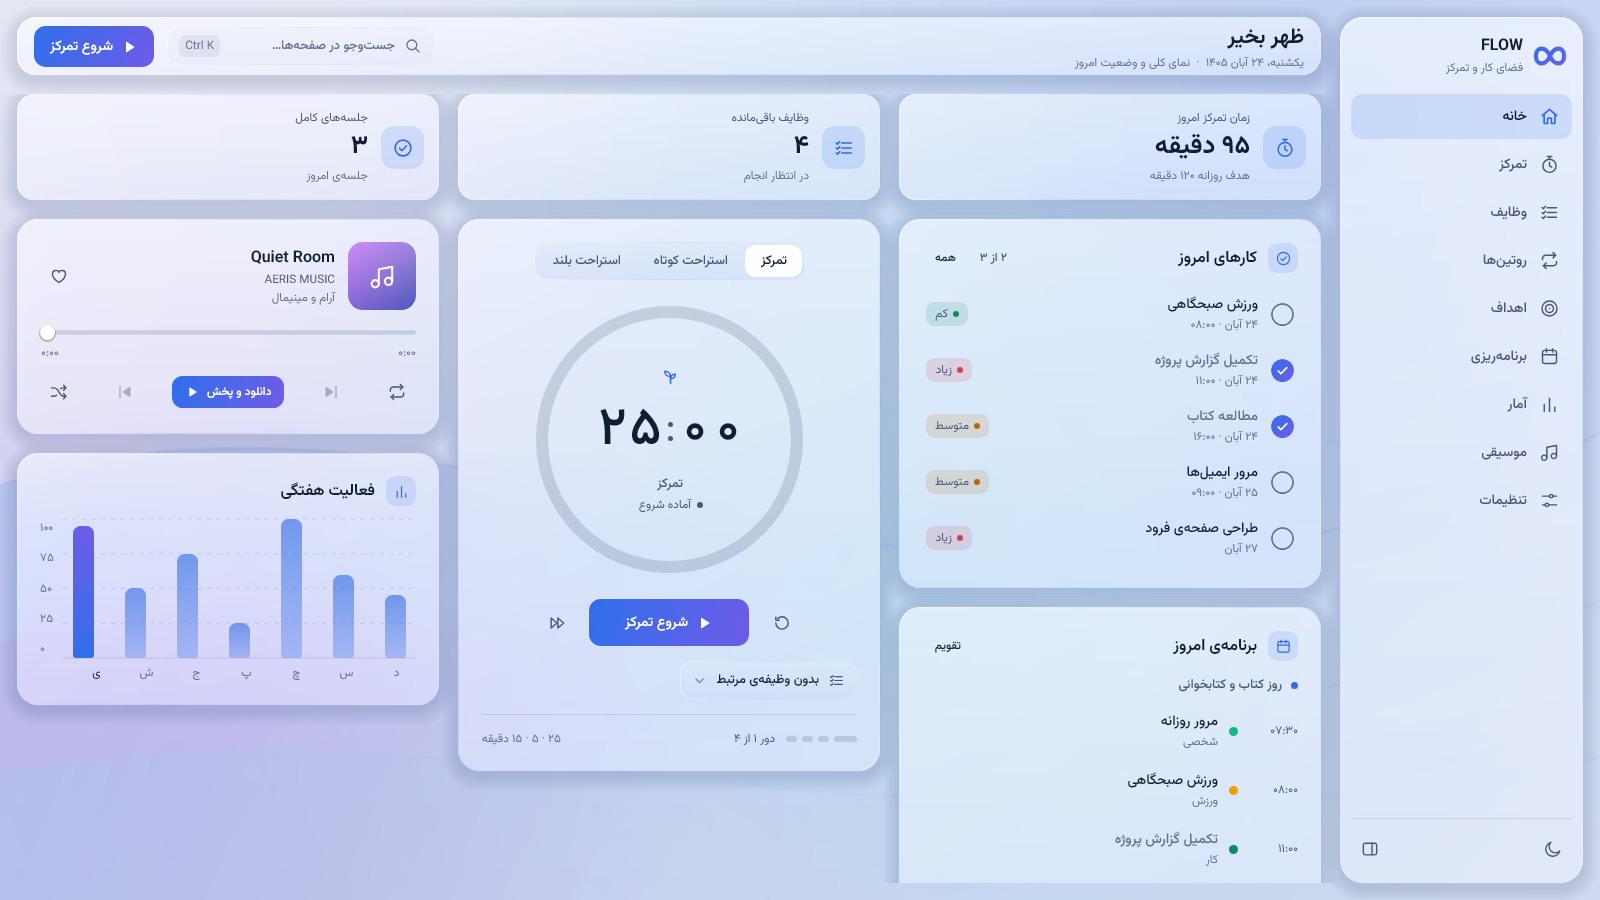 FLOW
فضای کار و تمرکز
خانه
تمرکز
وظایف
روتین‌ها
اهداف
برنامه‌ریزی
آمار
موسیقی
تنظیمات
ظهر بخیر
یکشنبه، ۲۴ آبان ۱۴۰۵ · نمای کلی و وضعیت امروز
جست‌وجو در صفحه‌ها...
Ctrl K
شروع تمرکز
زمان تمرکز امروز
۹۵ دقیقه
هدف روزانه ۱۲۰ دقیقه
وظایف باقی‌مانده
۴
در انتظار انجام
جلسه‌های کامل
۳
جلسه‌ی امروز
کارهای امروز
۲ از ۳
همه
ورزش صبحگاهی
۲۴ آبان · ۰۸:۰۰
کم
تکمیل گزارش پروژه
۲۴ آبان · ۱۱:۰۰
زیاد
مطالعه کتاب
۲۴ آبان · ۱۶:۰۰
متوسط
مرور ایمیل‌ها
۲۵ آبان · ۰۹:۰۰
متوسط
طراحی صفحه‌ی فرود
۲۷ آبان
زیاد
برنامه‌ی امروز
تقویم
روز کتاب و کتابخوانی
۰۷:۳۰
مرور روزانه
شخصی
۰۸:۰۰
ورزش صبحگاهی
ورزش
۱۱:۰۰
تکمیل گزارش پروژه
کار
تمرکز
استراحت کوتاه
استراحت بلند
۲۵:۰۰
تمرکز
آماده شروع
شروع تمرکز
بدون وظیفه‌ی مرتبط
دور ۱ از ۴
۲۵ · ۵ · ۱۵ دقیقه
Quiet Room
AERIS MUSIC
آرام و مینیمال
۰:۰۰
۰:۰۰
دانلود و پخش
فعالیت هفتگی
۱۰۰
۷۵
۵۰
۲۵
۰
د
س
چ
پ
ج
ش
ی